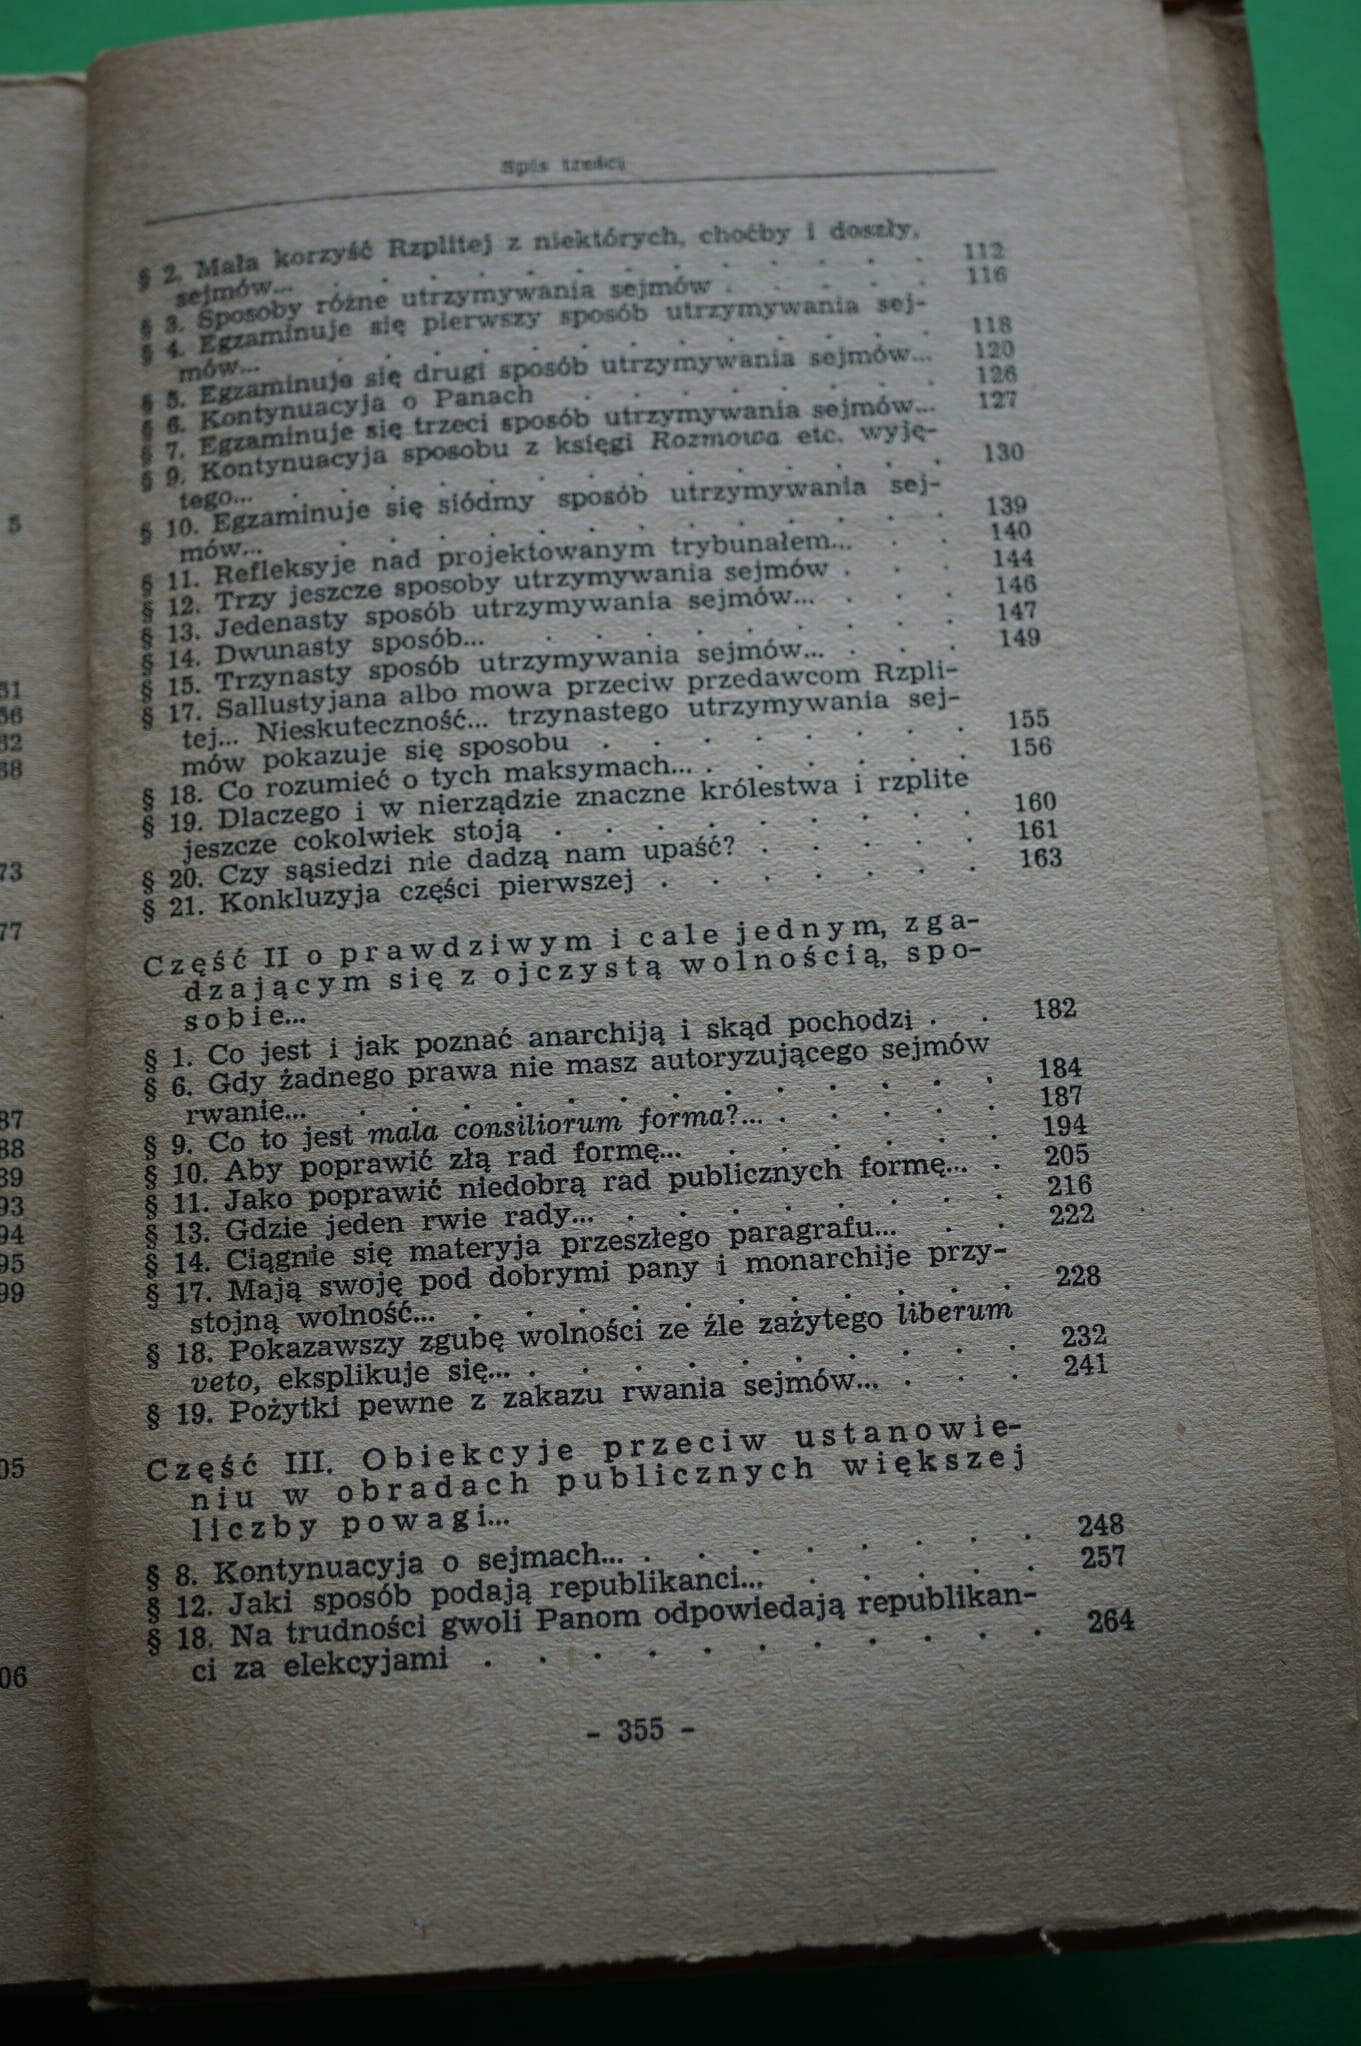 Spis treści
§ 2. Mała korzyść Rzplitej z niektórych, choćby i doszły,
sejmów... . . . . . . . . . . . 112
§ 3. Sposoby różne utrzymywania sejmów . . . . . 116
§ 4. Egzaminuje się pierwszy sposób utrzymywania sej-
mów... . . . . . . . . . . . . 118
§ 5. Egzaminuje się drugi sposób utrzymywania sejmów... 120
§ 6. Kontynuacyja o Panach . . . . . . . . 126
§ 7. Egzaminuje się trzeci sposób utrzymywania sejmów... 127
§ 9. Kontynuacyja sposobu z księgi Rozmowa etc. wyję-
tego... . . . . . . . . . . . . 130
§ 10. Egzaminuje się siódmy sposób utrzymywania sej-
mów... . . . . . . . . . . . . 139
§ 11. Refleksyje nad projektowanym trybunałem... . . 140
§ 12. Trzy jeszcze sposoby utrzymywania sejmów . . . 144
§ 13. Jedenasty sposób utrzymywania sejmów... . . . 146
§ 14. Dwunasty sposób... . . . . . . . . . 147
§ 15. Trzynasty sposób utrzymywania sejmów... . . . 149
§ 17. Sallustyjana albo mowa przeciw przedawcom Rzpli-
tej... Nieskuteczność... trzynastego utrzymywania sej-
mów pokazuje się sposobu . . . . . . . . 155
§ 18. Co rozumieć o tych maksymach... . . . . . . 156
§ 19. Dlaczego i w nierządzie znaczne królestwa i rzplite
jeszcze cokolwiek stoją . . . . . . . . . 160
§ 20. Czy sąsiedzi nie dadzą nam upaść? . . . . . 161
§ 21. Konkluzyja części pierwszej . . . . . . . 163
Część II o prawdziwym i cale jednym, zga-
dzającym się z ojczystą wolnością, spo-
sobie...
§ 1. Co jest i jak poznać anarchiją i skąd pochodzi . . 182
§ 6. Gdy żadnego prawa nie masz autoryzującego sejmów
rwanie... . . . . . . . . . . . . 184
§ 9. Co to jest mala consiliorum forma?... . . . . . 187
§ 10. Aby poprawić złą rad formę... . . . . . . 194
§ 11. Jako poprawić niedobrą rad publicznych formę... . 205
§ 13. Gdzie jeden rwie rady... . . . . . . . . 216
§ 14. Ciągnie się materyja przeszłego paragrafu... . . 222
§ 17. Mają swoję pod dobrymi pany i monarchije przy-
stojną wolność... . . . . . . . . . . . 228
§ 18. Pokazawszy zgubę wolności ze źle zażytego liberum
veto, eksplikuje się... . . . . . . . . . . 232
§ 19. Pożytki pewne z zakazu rwania sejmów... . . . 241
Część III. Obiekcyje przeciw ustanowie-
niu w obradach publicznych większej
liczby powagi...
§ 8. Kontynuacyja o sejmach... . . . . . . . . 248
§ 12. Jaki sposób podają republikanci... . . . . . 257
§ 18. Na trudności gwoli Panom odpowiedają republikan-
ci za elekcyjami . . . . . . . . . . . 264
- 355 -
5
73
77
87
88
89
93
94
95
99
05
06